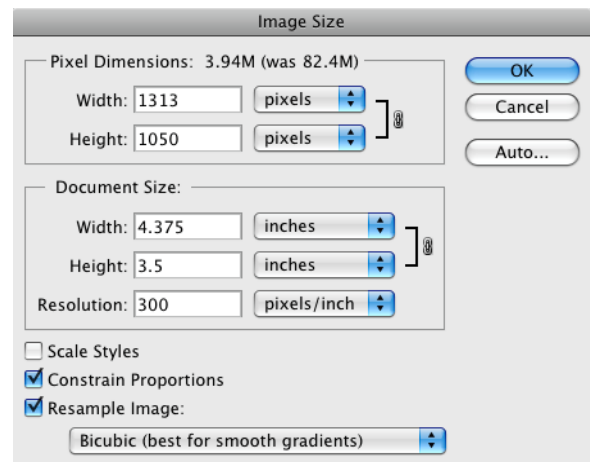 Image Size
Pixel Dimensions: 3.94M (was 82.4M)
Width: 1313 pixels
Height: 1050 pixels
OK
Cancel
Auto...
Document Size:
Width: 4.375 inches
Height: 3.5 inches
Resolution: 300 pixels/inch
Scale Styles
Constrain Proportions
Resample Image:
Bicubic (best for smooth gradients)